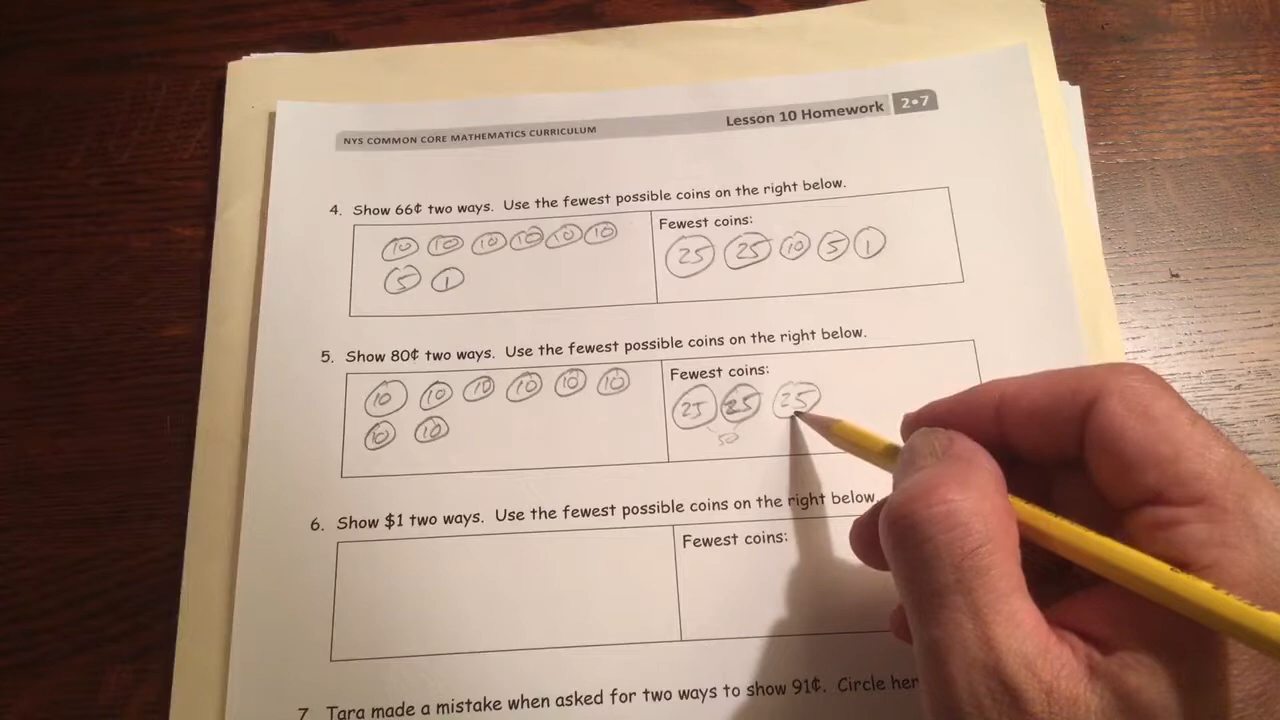 NYS COMMON CORE MATHEMATICS CURRICULUM
Lesson 10 Homework 2•7
4. Show 66¢ two ways. Use the fewest possible coins on the right below.
10 10 10 10 10 10
5 1
Fewest coins:
25 25 10 5 1
5. Show 80¢ two ways. Use the fewest possible coins on the right below.
10 10 10 10 10 10
10 10
Fewest coins:
25 25 25
50
6. Show $1 two ways. Use the fewest possible coins on the right below.
Fewest coins:
7. Tara made a mistake when asked for two ways to show 91¢. Circle her